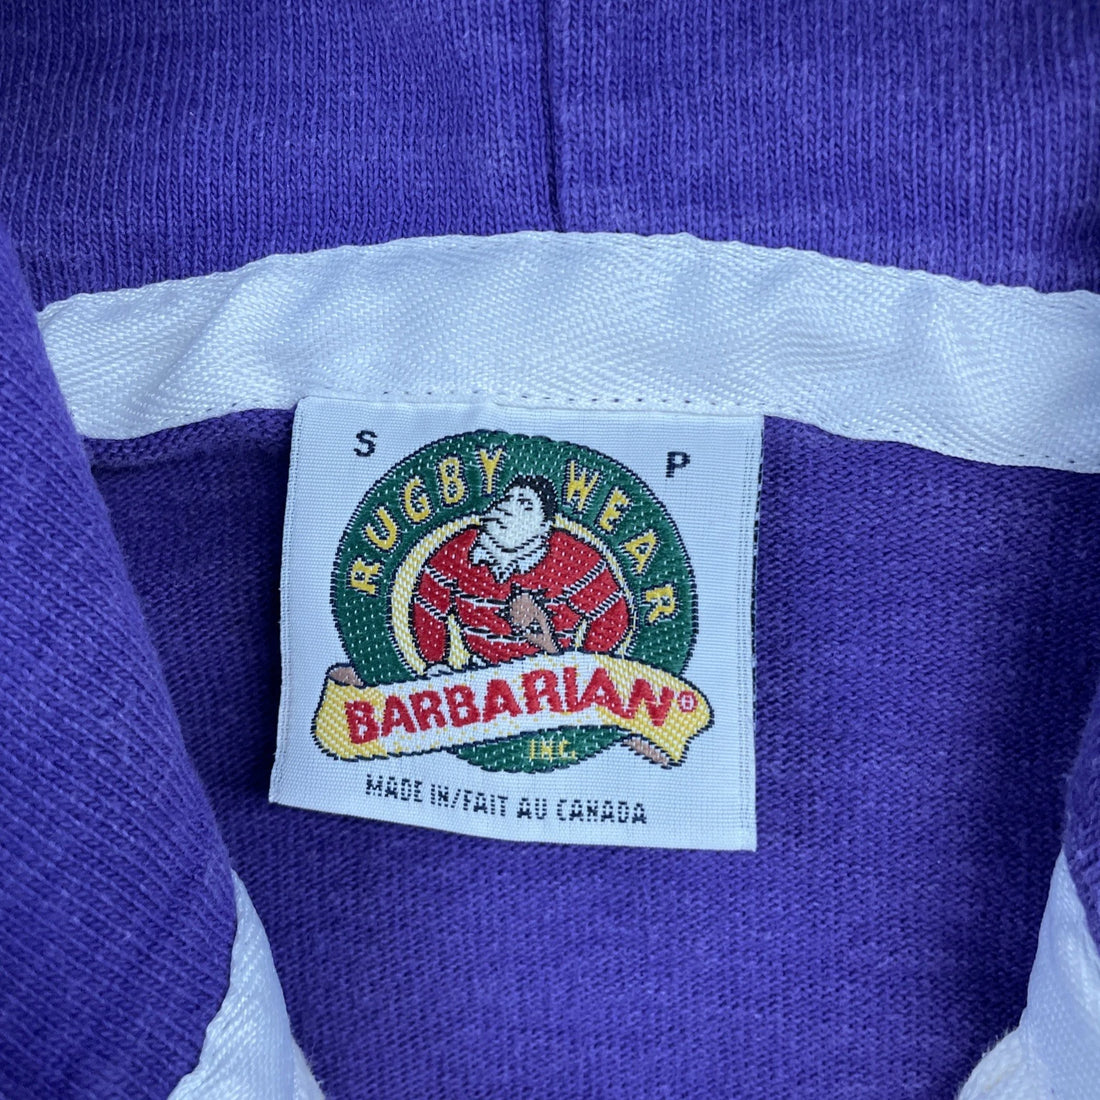 S P
RUGBY WEAR
BARBARIAN®
INC.
MADE IN/FAIT AU CANADA